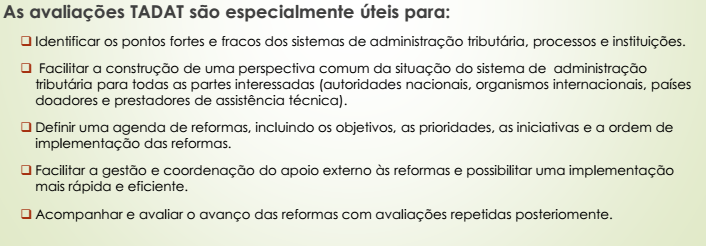 As avaliações TADAT são especialmente úteis para:
Identificar os pontos fortes e fracos dos sistemas de administração tributária, processos e instituições.
Facilitar a construção de uma perspectiva comum da situação do sistema de administração
tributária para todas as partes interessadas (autoridades nacionais, organismos internacionais, países
doadores e prestadores de assistência técnica).
Definir uma agenda de reformas, incluindo os objetivos, as prioridades, as iniciativas e a ordem de
implementação das reformas.
Facilitar a gestão e coordenação do apoio externo às reformas e possibilitar uma implementação
mais rápida e eficiente.
Acompanhar e avaliar o avanço das reformas com avaliações repetidas posteriormente.